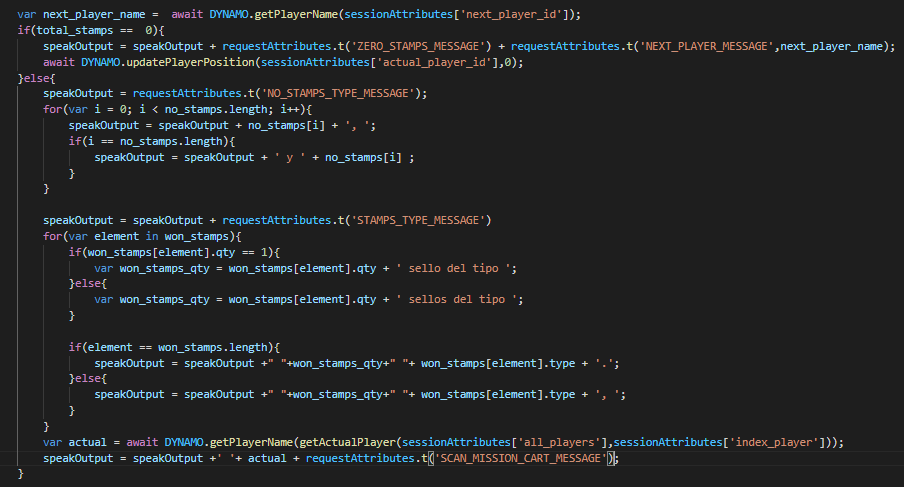 var next_player_name =  await DYNAMO.getPlayerName(sessionAttributes['next_player_id']);
if(total_stamps ==  0){
    speakOutput = speakOutput + requestAttributes.t('ZERO_STAMPS_MESSAGE') + requestAttributes.t('NEXT_PLAYER_MESSAGE',next_player_name);
    await DYNAMO.updatePlayerPosition(sessionAttributes['actual_player_id'],0);
}else{
    speakOutput = requestAttributes.t('NO_STAMPS_TYPE_MESSAGE');
    for(var i = 0; i < no_stamps.length; i++){
        speakOutput = speakOutput + no_stamps[i] + ', ';
        if(i == no_stamps.length){
            speakOutput = speakOutput + ' y ' + no_stamps[i] ;
        }
    }

    speakOutput = speakOutput + requestAttributes.t('STAMPS_TYPE_MESSAGE')
    for(var element in won_stamps){
        if(won_stamps[element].qty == 1){
            var won_stamps_qty = won_stamps[element].qty + ' sello del tipo ';
        }else{
            var won_stamps_qty = won_stamps[element].qty + ' sellos del tipo ';
        }

        if(element == won_stamps.length){
            speakOutput = speakOutput +" "+won_stamps_qty+" "+ won_stamps[element].type + '.';
        }else{
            speakOutput = speakOutput +" "+won_stamps_qty+" "+ won_stamps[element].type + ', ';
        }
    }
    var actual = await DYNAMO.getPlayerName(getActualPlayer(sessionAttributes['all_players'],sessionAttributes['index_player']));
    speakOutput = speakOutput +' '+ actual + requestAttributes.t('SCAN_MISSION_CART_MESSAGE');
}